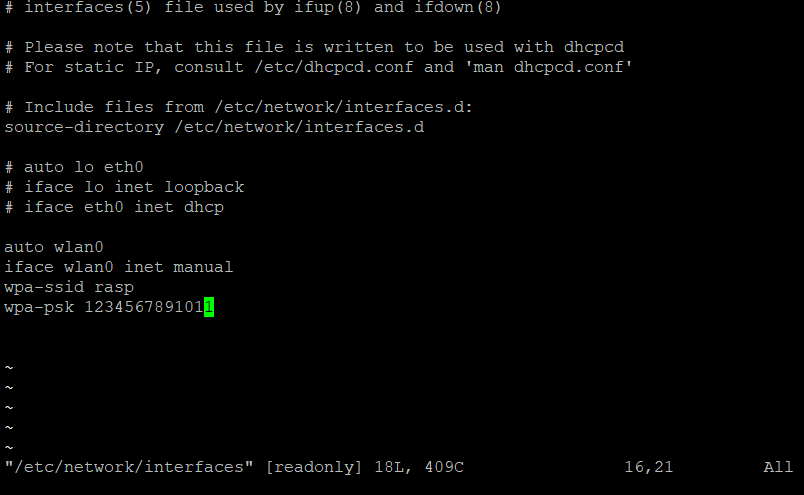 # interfaces(5) file used by ifup(8) and ifdown(8)
# Please note that this file is written to be used with dhcpcd
# For static IP, consult /etc/dhcpcd.conf and 'man dhcpcd.conf'
# Include files from /etc/network/interfaces.d:
source-directory /etc/network/interfaces.d
# auto lo eth0
# iface lo inet loopback
# iface eth0 inet dhcp
auto wlan0
iface wlan0 inet manual
wpa-ssid rasp
wpa-psk 1234567891011
~
~
~
~
~
"/etc/network/interfaces" [readonly] 18L, 409C 16,21 All